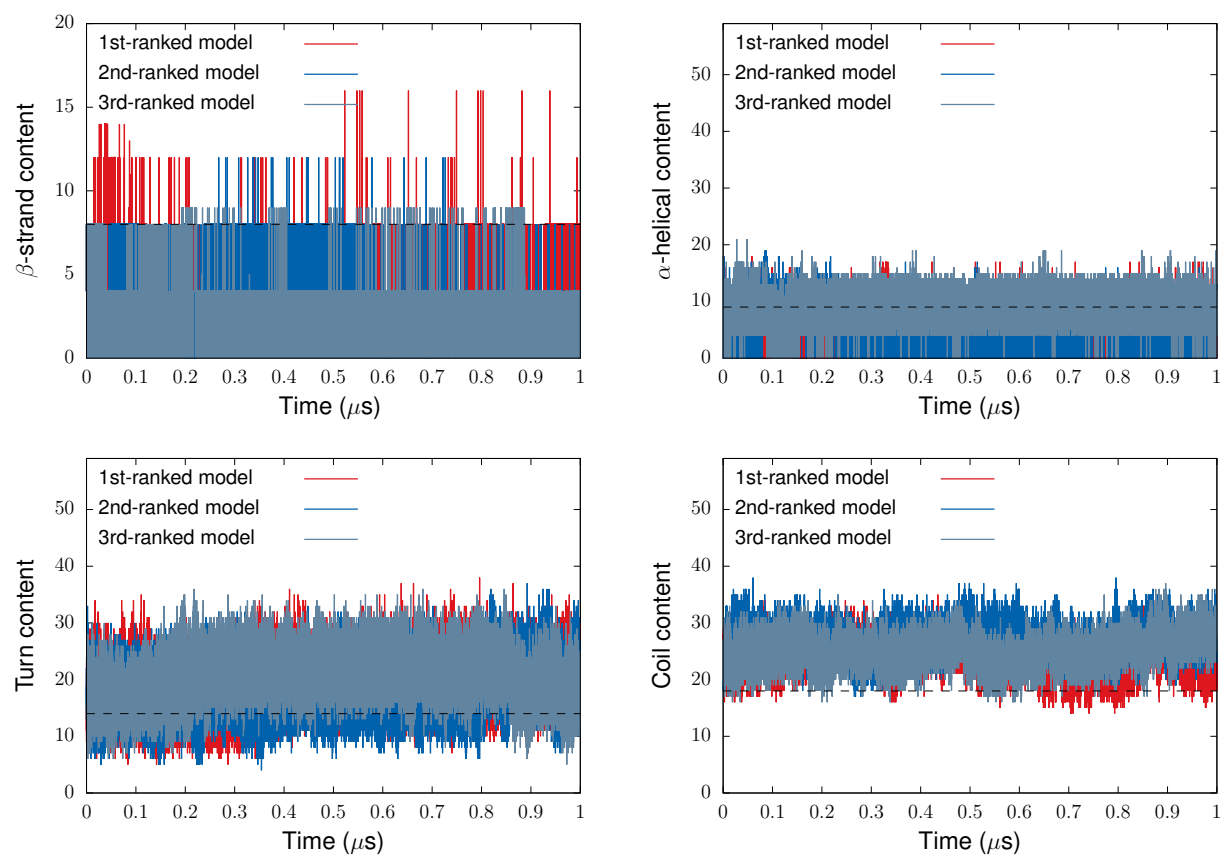 20
15
10
5
0
β-strand content
1st-ranked model
2nd-ranked model
3rd-ranked model
0 0.1 0.2 0.3 0.4 0.5 0.6 0.7 0.8 0.9 1
Time (μs)
50
40
30
20
10
0
α-helical content
1st-ranked model
2nd-ranked model
3rd-ranked model
0 0.1 0.2 0.3 0.4 0.5 0.6 0.7 0.8 0.9 1
Time (μs)
50
40
30
20
10
0
Turn content
1st-ranked model
2nd-ranked model
3rd-ranked model
0 0.1 0.2 0.3 0.4 0.5 0.6 0.7 0.8 0.9 1
Time (μs)
50
40
30
20
10
0
Coil content
1st-ranked model
2nd-ranked model
3rd-ranked model
0 0.1 0.2 0.3 0.4 0.5 0.6 0.7 0.8 0.9 1
Time (μs)